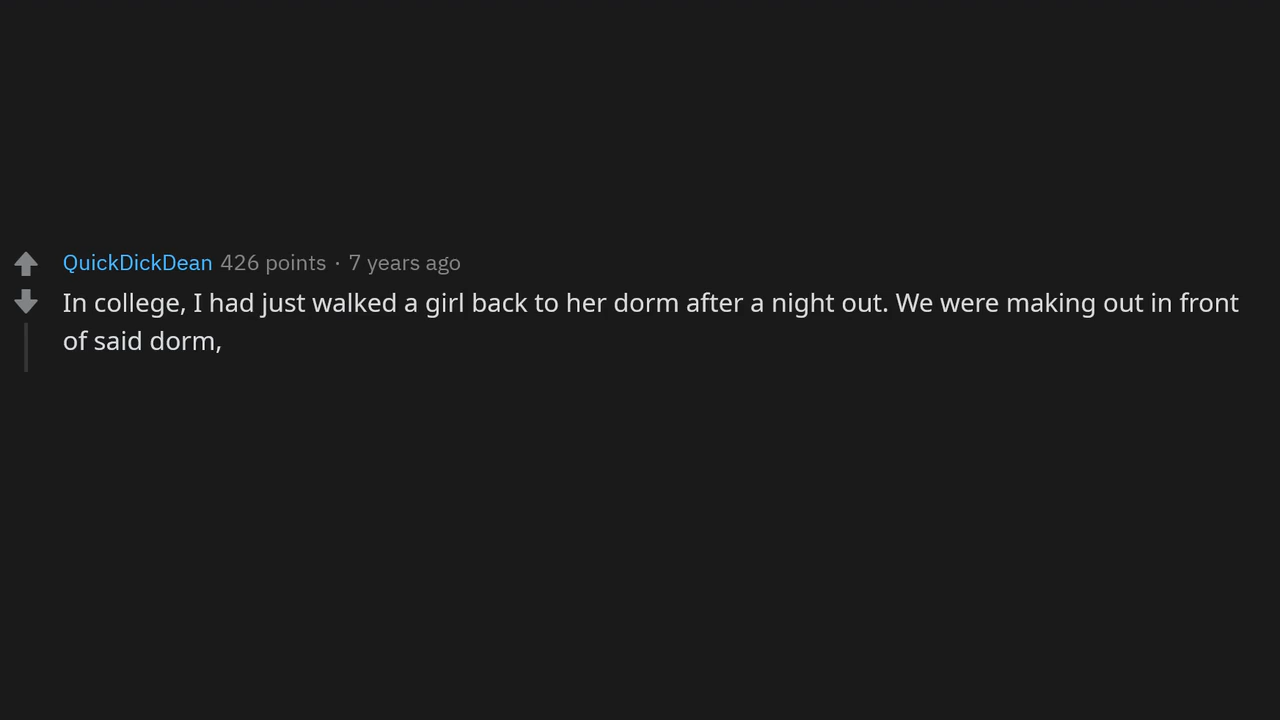 QuickDickDean 426 points · 7 years ago
In college, I had just walked a girl back to her dorm after a night out. We were making out in front
of said dorm,